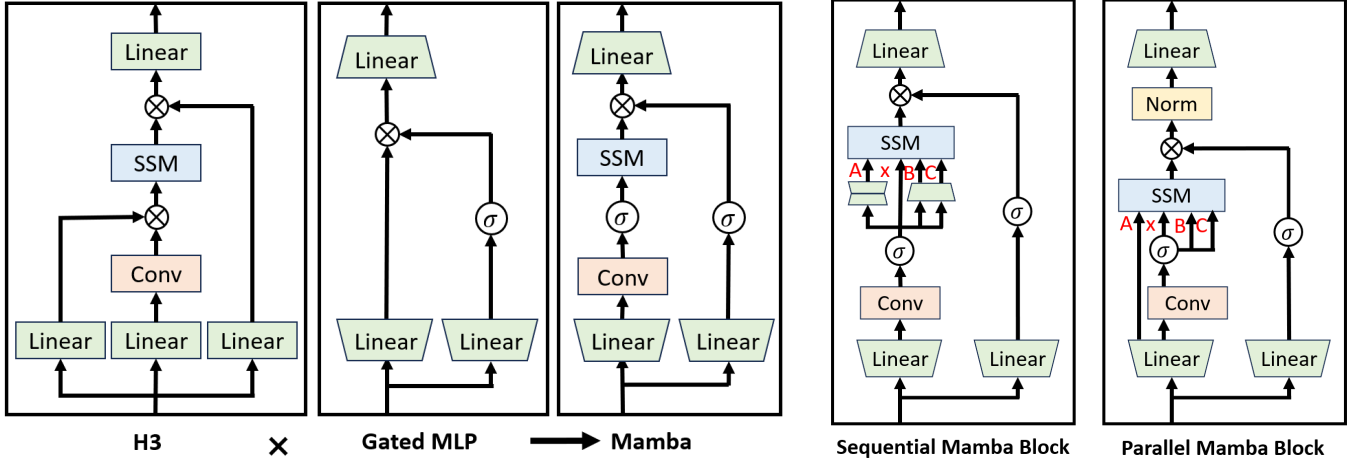 Linear
SSM
Conv
Linear Linear Linear
H3
×
Linear
σ
Linear Linear
Gated MLP
Linear
SSM
σ σ
Conv
Linear Linear
Mamba
Linear
SSM
A x B C
σ
σ
Conv
Linear Linear
Sequential Mamba Block
Linear
Norm
SSM
A x B C
σ
σ
Conv
Linear Linear
Parallel Mamba Block